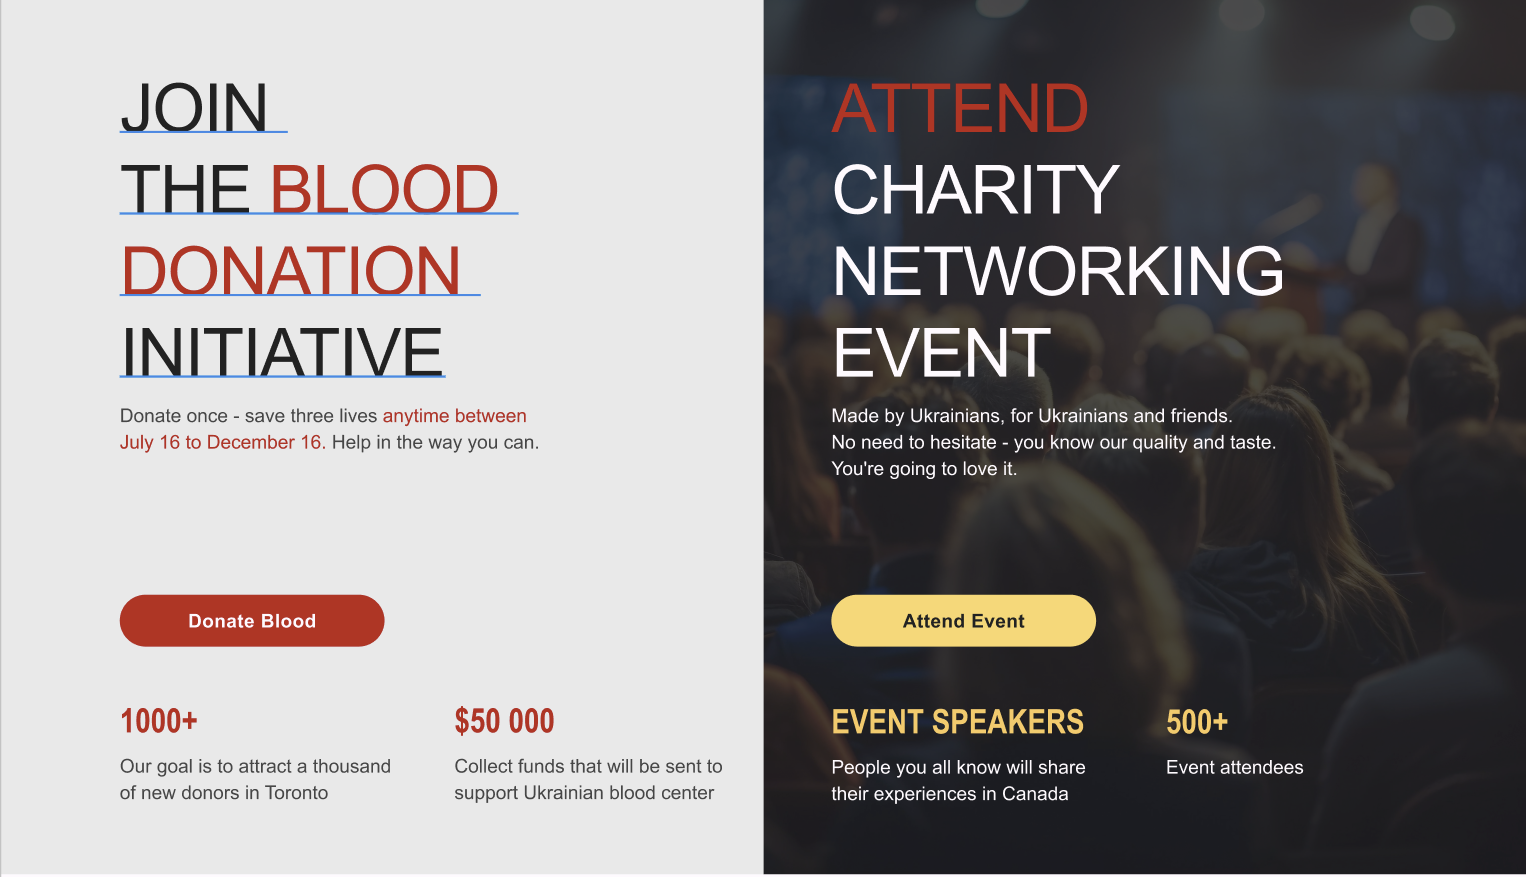 JOIN
THE BLOOD
DONATION
INITIATIVE
Donate once - save three lives anytime between
July 16 to December 16. Help in the way you can.
Donate Blood
1000+
Our goal is to attract a thousand
of new donors in Toronto
$50 000
Collect funds that will be sent to
support Ukrainian blood center
ATTEND
CHARITY
NETWORKING
EVENT
Made by Ukrainians, for Ukrainians and friends.
No need to hesitate - you know our quality and taste.
You're going to love it.
Attend Event
EVENT SPEAKERS
People you all know will share
their experiences in Canada
500+
Event attendees